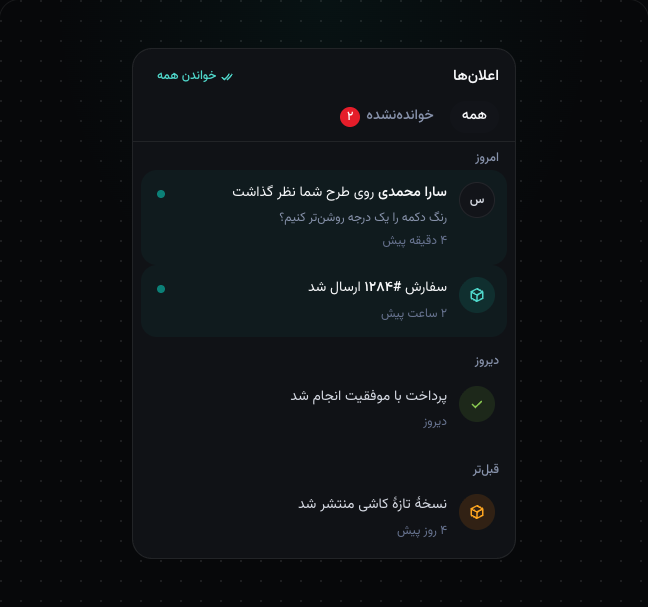 اعلان‌ها
خواندن همه
همه
خوانده‌نشده ۲
امروز
س
سارا محمدی روی طرح شما نظر گذاشت
رنگ دکمه را یک درجه روشن‌تر کنیم؟
۴ دقیقه پیش
سفارش #۱۲۸۴ ارسال شد
۲ ساعت پیش
دیروز
پرداخت با موفقیت انجام شد
دیروز
قبل‌تر
نسخهٔ تازهٔ کاشی منتشر شد
۴ روز پیش